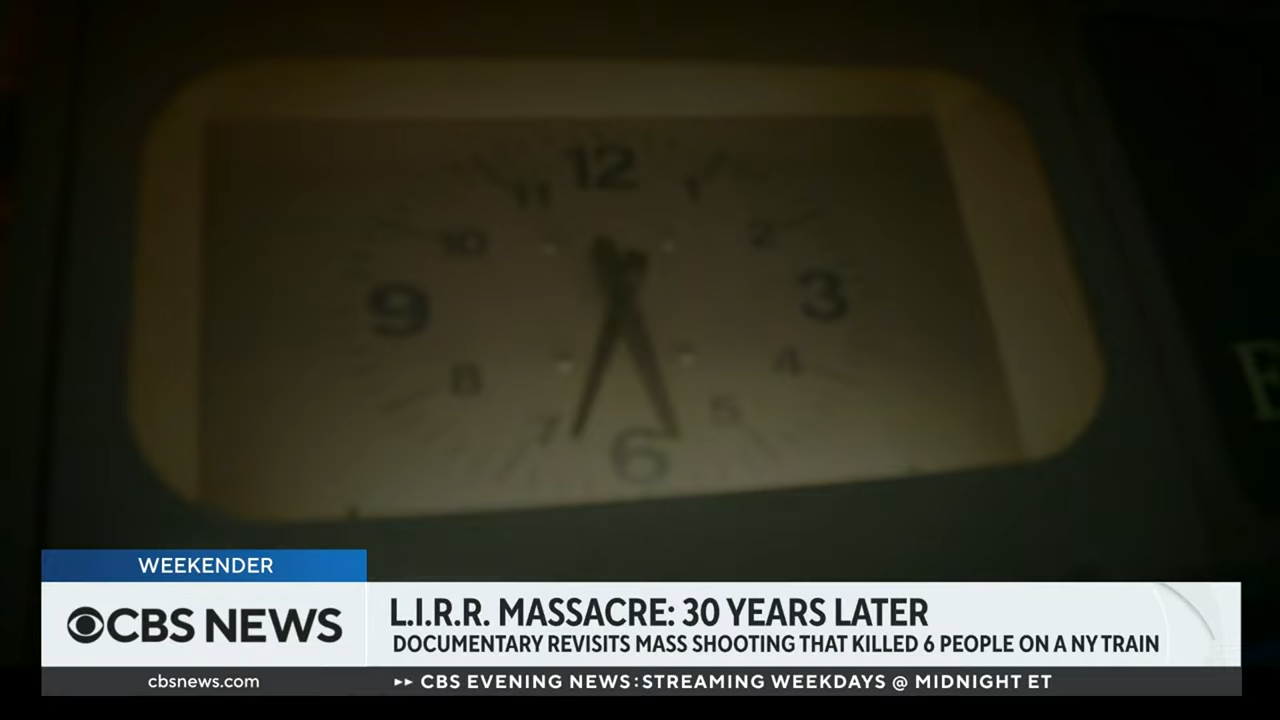 12
11
1
10
2
9
3
8
4
7
5
6
WEEKENDER
CBS NEWS
L.I.R.R. MASSACRE: 30 YEARS LATER
DOCUMENTARY REVISITS MASS SHOOTING THAT KILLED 6 PEOPLE ON A NY TRAIN
cbsnews.com
CBS EVENING NEWS: STREAMING WEEKDAYS @ MIDNIGHT ET